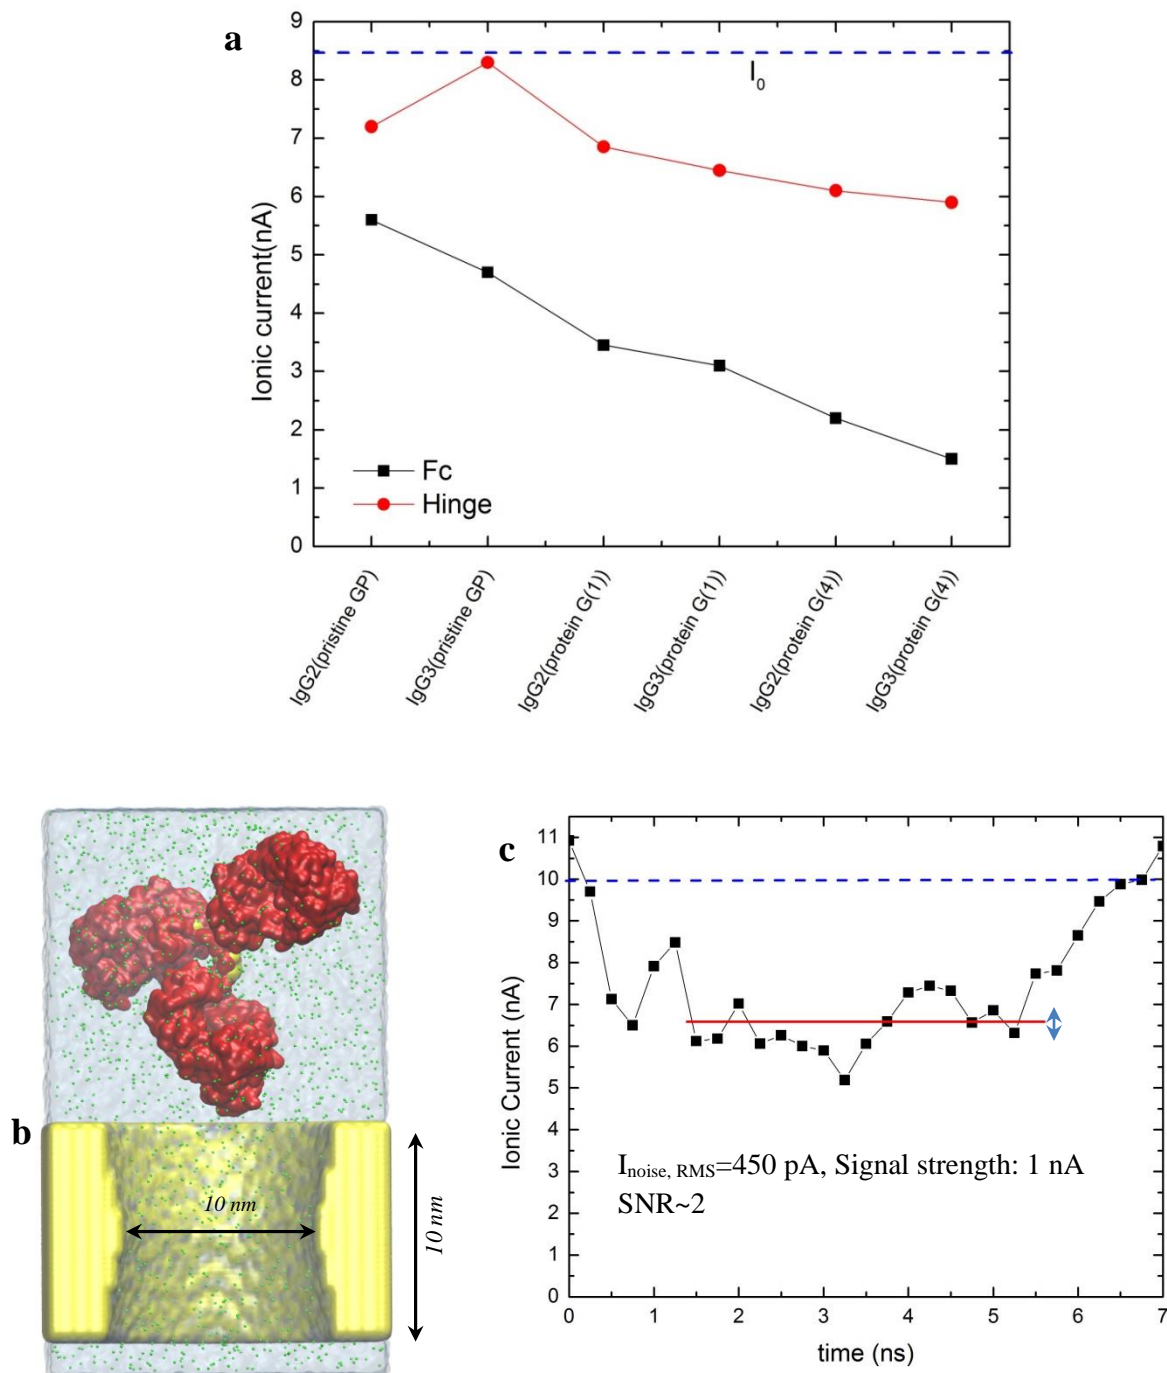 a
9
8
7
6
5
4
3
2
1
0
Ionic current(nA)
I0
Fc
Hinge
IgG2(pristine GP)
IgG3(pristine GP)
IgG2(protein G(1))
IgG3(protein G(1))
IgG2(protein G(4))
IgG3(protein G(4))
b
10 nm
10 nm
c
11
10
9
8
7
6
5
4
3
2
1
0
Ionic Current (nA)
Inoise, RMS=450 pA, Signal strength: 1 nA
SNR~2
0 1 2 3 4 5 6 7
time (ns)